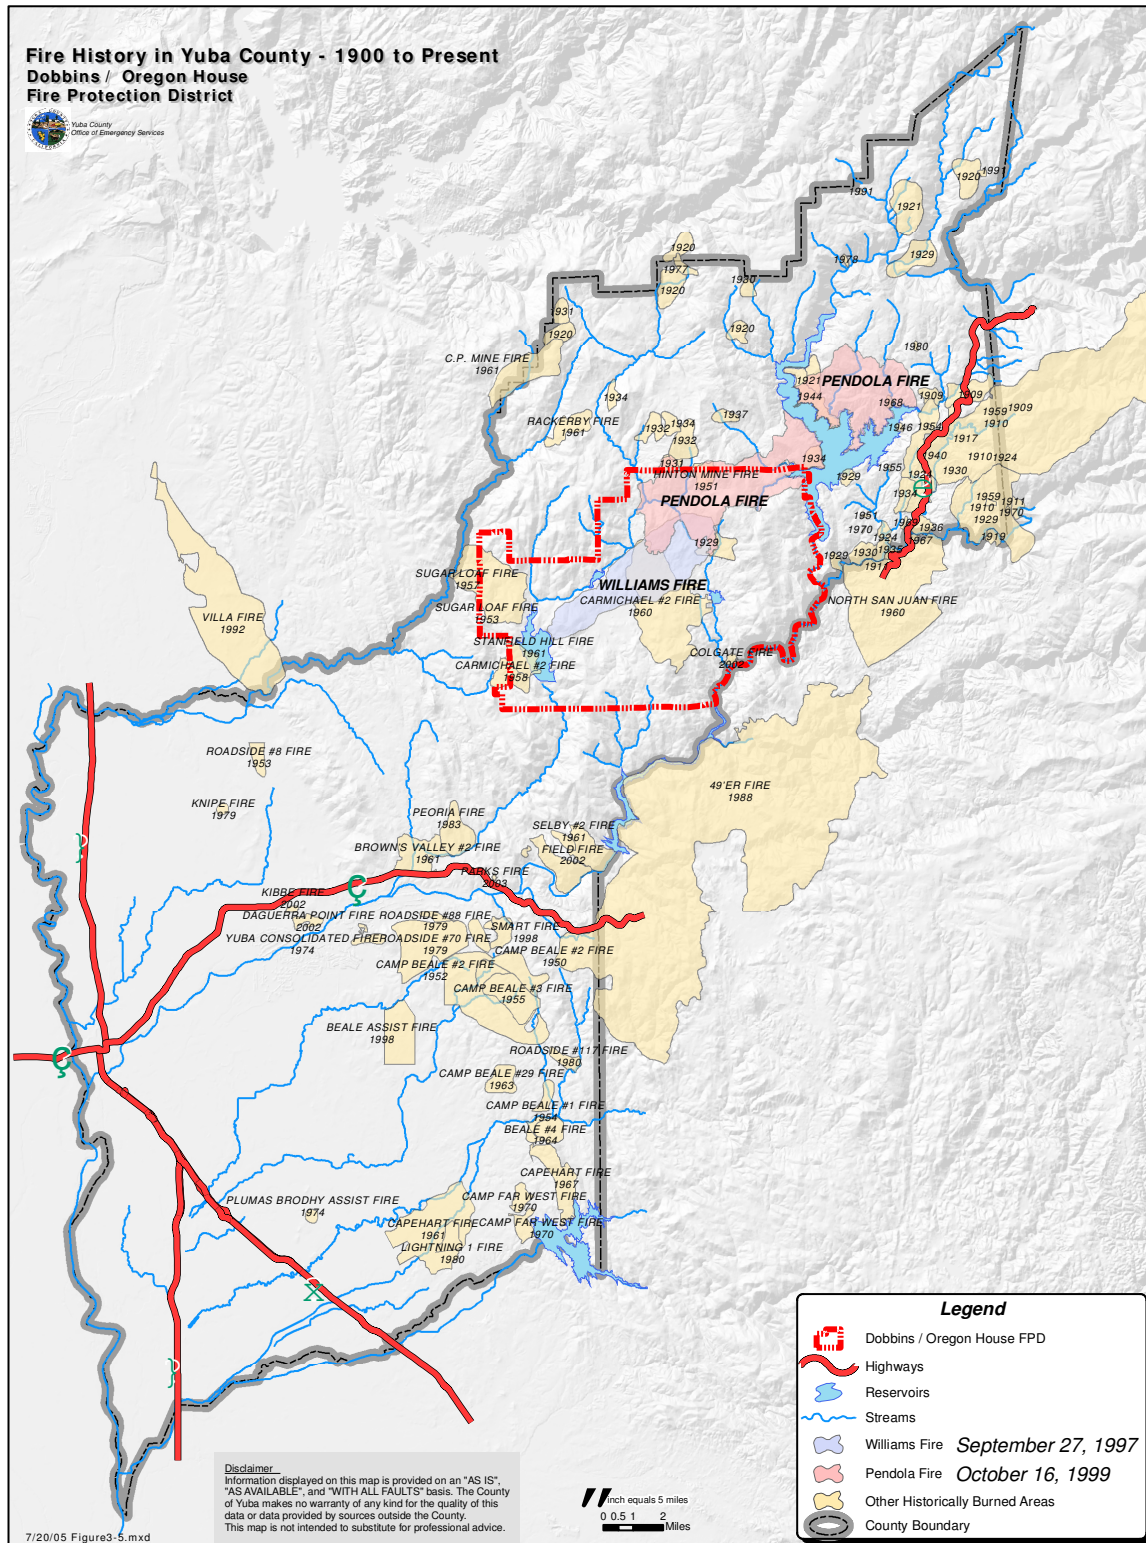 Fire History in Yuba County - 1900 to Present
Dobbins / Oregon House
Fire Protection District
Yuba County
Office of Emergency Services
1991
1920
1991
1921
1929
1978
1920
1977
1920
1930
1931
1920
1920
C.P. MINE FIRE
1961
1980
PENDOLA FIRE
1921
1944
1968
1909
1909
1959
1909
1910
1934
RACKERBY FIRE
1961
1937
1934
1932
1932
1946
1954
1917
1940
1910
1924
1931
1934
1955
1924
1930
HINTON MINE FIRE
1951
1929
PENDOLA FIRE
1934
1959
1911
1910
1970
1929
1951
1970
1969
1936
1924
1967
1919
1935
1929
1930
1911
1929
SUGAR LOAF FIRE
1957
WILLIAMS FIRE
CARMICHAEL #2 FIRE
1960
NORTH SAN JUAN FIRE
1960
SUGAR LOAF FIRE
1953
VILLA FIRE
1992
STANFIELD HILL FIRE
1961
COLGATE FIRE
2002
CARMICHAEL #2 FIRE
1958
ROADSIDE #8 FIRE
1953
49'ER FIRE
1988
KNIPE FIRE
1979
PEORIA FIRE
1983
SELBY #2 FIRE
1961
FIELD FIRE
2002
BROWN'S VALLEY #2 FIRE
1961
PARKS FIRE
2003
KIBBE FIRE
2002
DAGUERRA POINT FIRE
2002
ROADSIDE #88 FIRE
1979
SMART FIRE
1998
YUBA CONSOLIDATED FIRE
1974
ROADSIDE #70 FIRE
1979
CAMP BEALE #2 FIRE
1950
CAMP BEALE #2 FIRE
1952
CAMP BEALE #3 FIRE
1955
BEALE ASSIST FIRE
1998
ROADSIDE #117 FIRE
1980
CAMP BEALE #29 FIRE
1963
CAMP BEALE #1 FIRE
1954
BEALE #4 FIRE
1964
CAPEHART FIRE
1967
PLUMAS BRODHY ASSIST FIRE
1974
CAMP FAR WEST FIRE
1970
CAPEHART FIRE
1961
CAMP FAR WEST FIRE
1970
LIGHTNING 1 FIRE
1980
Legend
Dobbins / Oregon House FPD
Highways
Reservoirs
Streams
Williams Fire September 27, 1997
Pendola Fire October 16, 1999
Other Historically Burned Areas
County Boundary
Disclaimer
Information displayed on this map is provided on an "AS IS",
"AS AVAILABLE", and "WITH ALL FAULTS" basis. The County
of Yuba makes no warranty of any kind for the quality of this
data or data provided by sources outside the County.
This map is not intended to substitute for professional advice.
inch equals 5 miles
0 0.5 1 2
Miles
7/20/05 Figure3-5.mxd